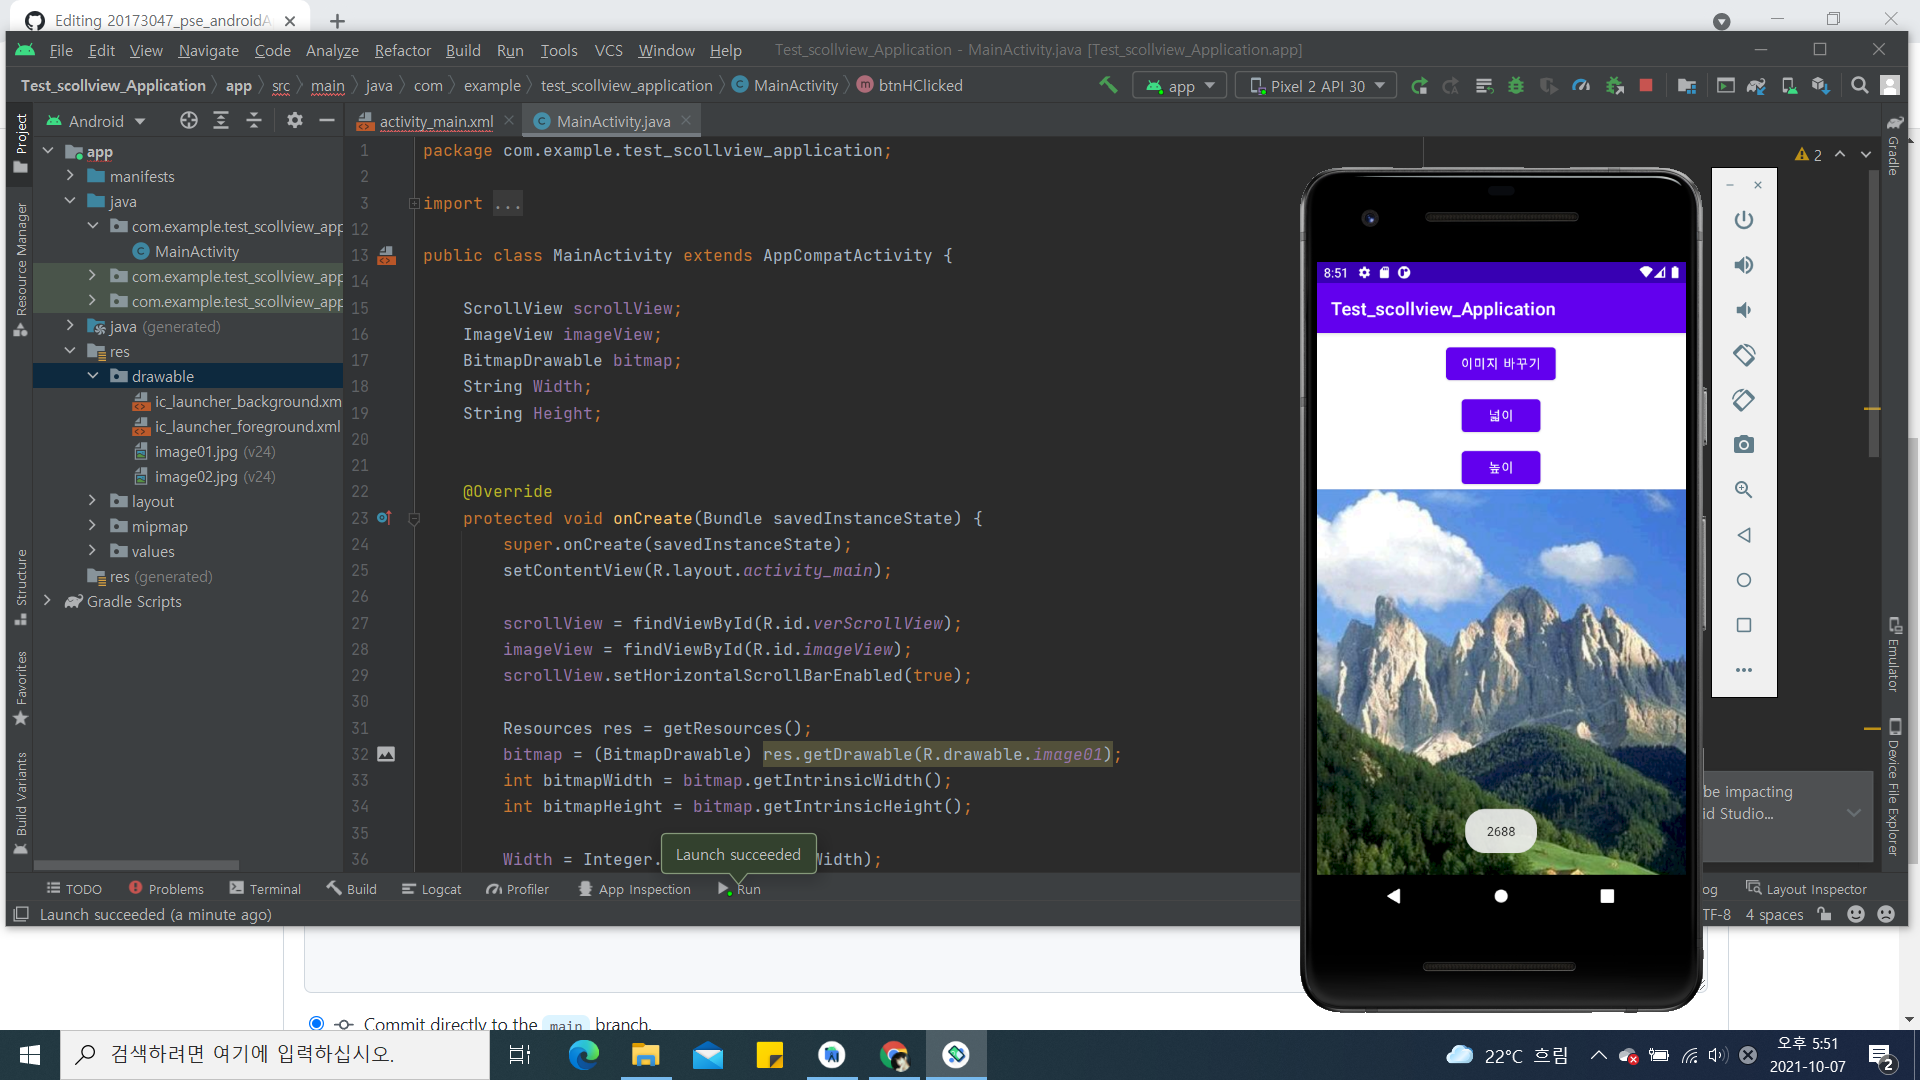 Editing 20173047_pse_androidA
File Edit View Navigate Code Analyze Refactor Build Run Tools VCS Window Help Test_scollview_Application - MainActivity.java [Test_scollview_Application.app]
Test_scollview_Application app src main java com example test_scollview_application MainActivity btnHClicked app Pixel 2 API 30
Android
activity_main.xml MainActivity.java
Project
Resource Manager
Structure
Favorites
Build Variants
app
manifests
java
com.example.test_scollview_app
MainActivity
com.example.test_scollview_app
com.example.test_scollview_app
java (generated)
res
drawable
ic_launcher_background.xm
ic_launcher_foreground.xml
image01.jpg (v24)
image02.jpg (v24)
layout
mipmap
values
res (generated)
Gradle Scripts
1 package com.example.test_scollview_application;
2
3 import ...
12
13 public class MainActivity extends AppCompatActivity {
14
15 ScrollView scrollView;
16 ImageView imageView;
17 BitmapDrawable bitmap;
18 String Width;
19 String Height;
20
21
22 @Override
23 protected void onCreate(Bundle savedInstanceState) {
24 super.onCreate(savedInstanceState);
25 setContentView(R.layout.activity_main);
26
27 scrollView = findViewById(R.id.verScrollView);
28 imageView = findViewById(R.id.imageView);
29 scrollView.setHorizontalScrollBarEnabled(true);
30
31 Resources res = getResources();
32 bitmap = (BitmapDrawable) res.getDrawable(R.drawable.image01);
33 int bitmapWidth = bitmap.getIntrinsicWidth();
34 int bitmapHeight = bitmap.getIntrinsicHeight();
35
36 Width = Integer. Width);
Launch succeeded
2
8:51
Test_scollview_Application
이미지 바꾸기
넓이
높이
2688
Gradle
Emulator
Device File Explorer
be impacting
id Studio...
TODO Problems Terminal Build Logcat Profiler App Inspection Run og Layout Inspector
Launch succeeded (a minute ago) TF-8 4 spaces
Commit directly to the main branch.
검색하려면 여기에 입력하십시오.
22°C 흐림
오후 5:51
2021-10-07
2